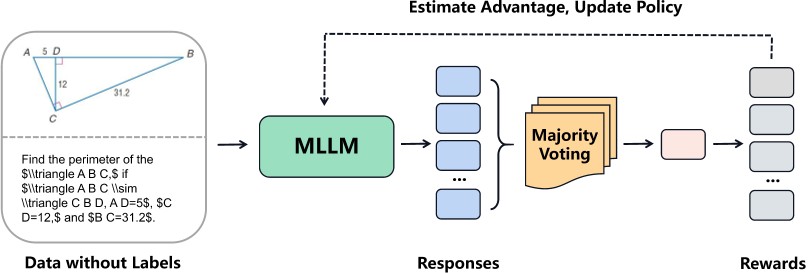 Estimate Advantage, Update Policy
A 5 D B
12
31.2
C
Find the perimeter of the
$\\triangle A B C,$ if
$\\triangle A B C \\sim
\\triangle C B D, A D=5$, $C
D=12,$ and $B C=31.2$.
MLLM
...
Majority
Voting
...
Data without Labels
Responses
Rewards